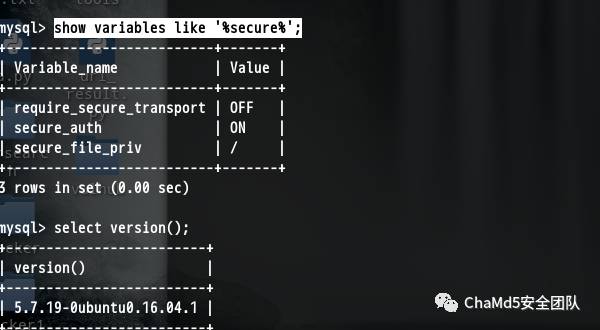 mysql> show variables like '%secure%';
+--------------------------+-------+
| Variable_name | Value |
+--------------------------+-------+
| require_secure_transport | OFF |
| secure_auth | ON |
| secure_file_priv | / |
+--------------------------+-------+
3 rows in set (0.00 sec)
mysql> select version();
+-------------------------+
| version() |
+-------------------------+
| 5.7.19-0ubuntu0.16.04.1 |
+-------------------------+
ChaMd5安全团队